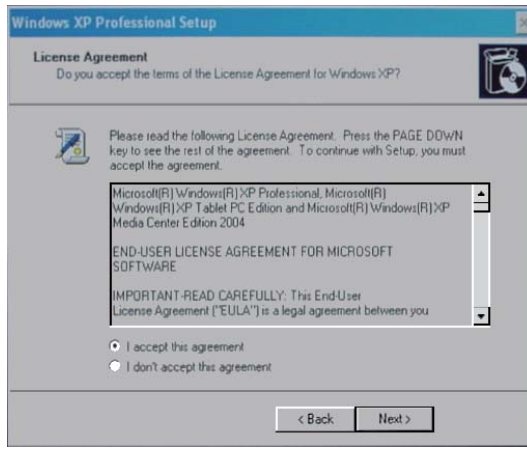 Windows XP Professional Setup
License Agreement
Do you accept the terms of the License Agreement for Windows XP?
Please read the following License Agreement. Press the PAGE DOWN
key to see the rest of the agreement. To continue with Setup, you must
accept the agreement.
Microsoft(R) Windows(R) XP Professional, Microsoft(R)
Windows(R) XP Tablet PC Edition and Microsoft(R) Windows(R) XP
Media Center Edition 2004
END-USER LICENSE AGREEMENT FOR MICROSOFT
SOFTWARE
IMPORTANT-READ CAREFULLY: This End-User
License Agreement ("EULA") is a legal agreement between you
I accept this agreement
I don't accept this agreement
< Back
Next >